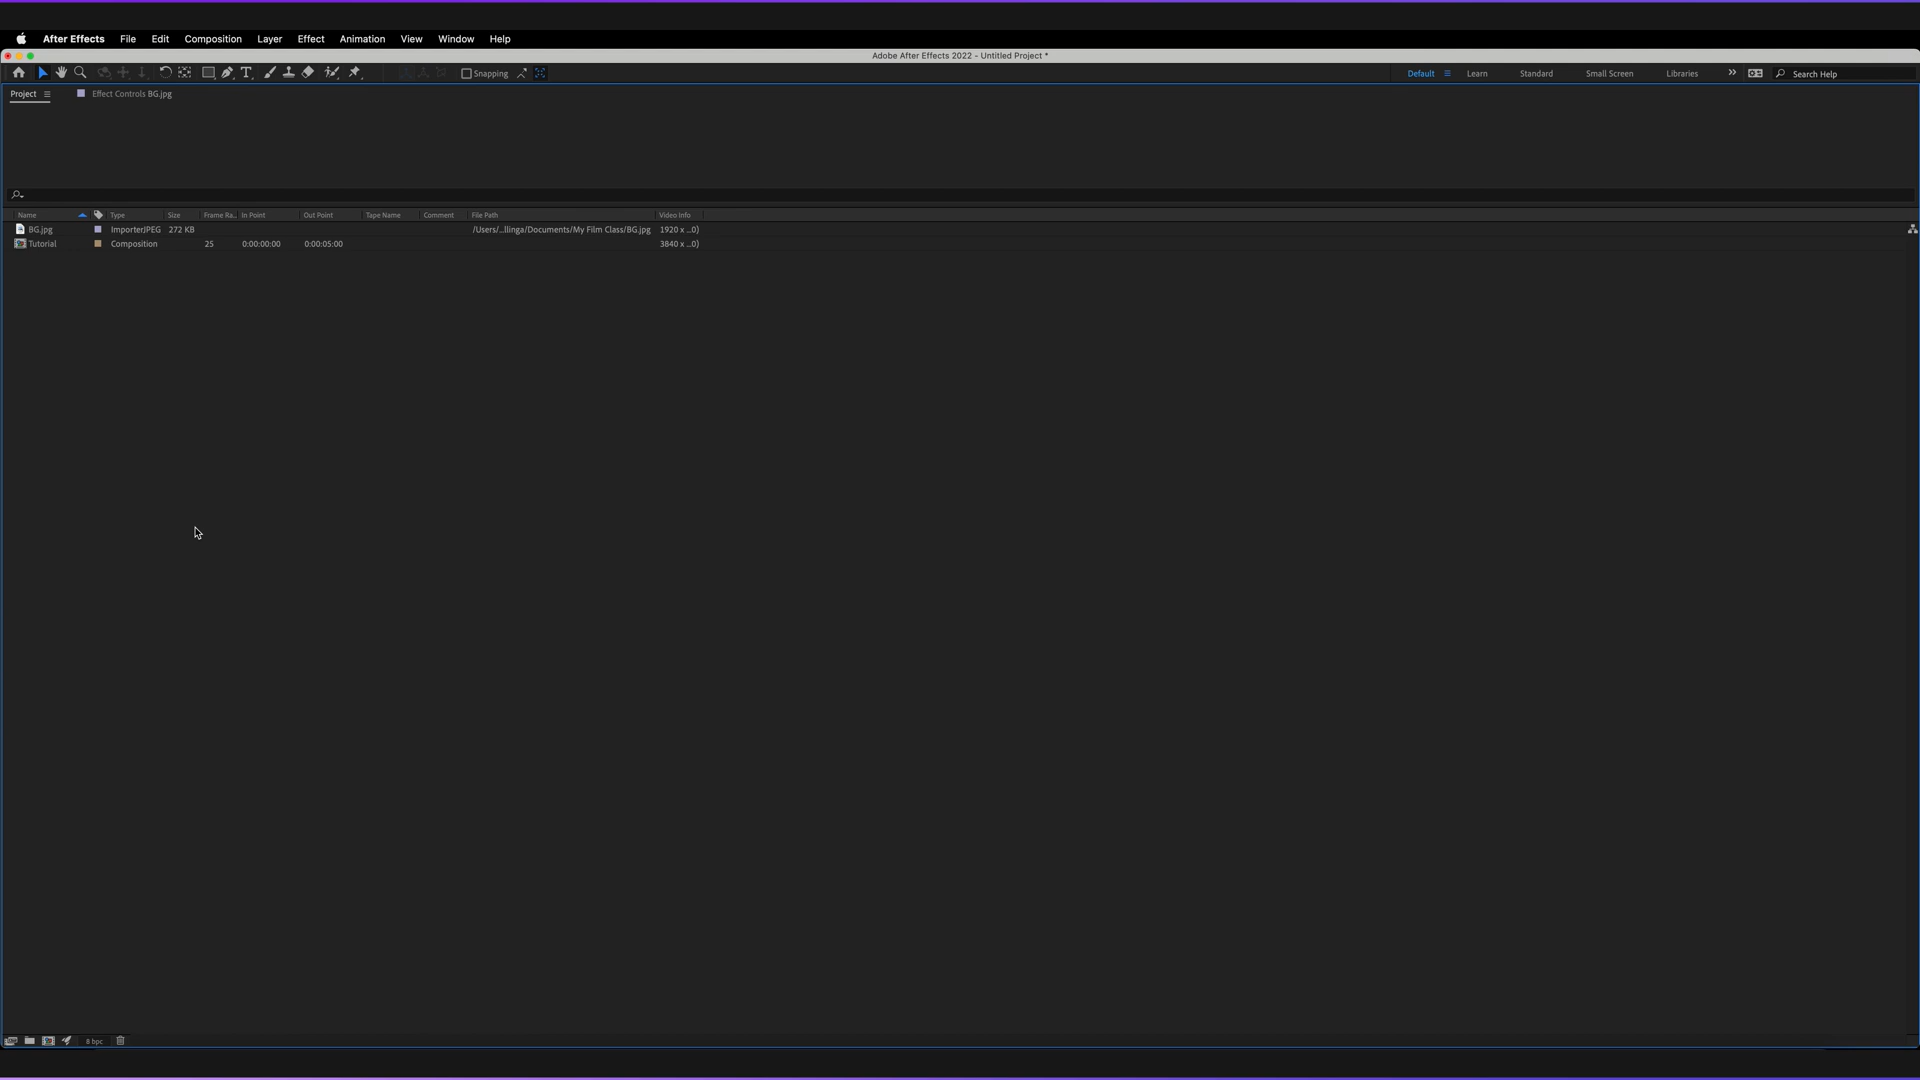 After Effects File Edit Composition Layer Effect Animation View Window Help
Adobe After Effects 2022 - Untitled Project *
Snapping Default Learn Standard Small Screen Libraries Search Help
Project Effect Controls BG.jpg
Name Type Size Frame Ra... In Point Out Point Tape Name Comment File Path Video Info
BG.jpg ImporterJPEG 272 KB /Users/...llinga/Documents/My Film Class/BG.jpg 1920 x ...0)
Tutorial Composition 25 0:00:00:00 0:00:05:00 3840 x ...0)
8 bpc